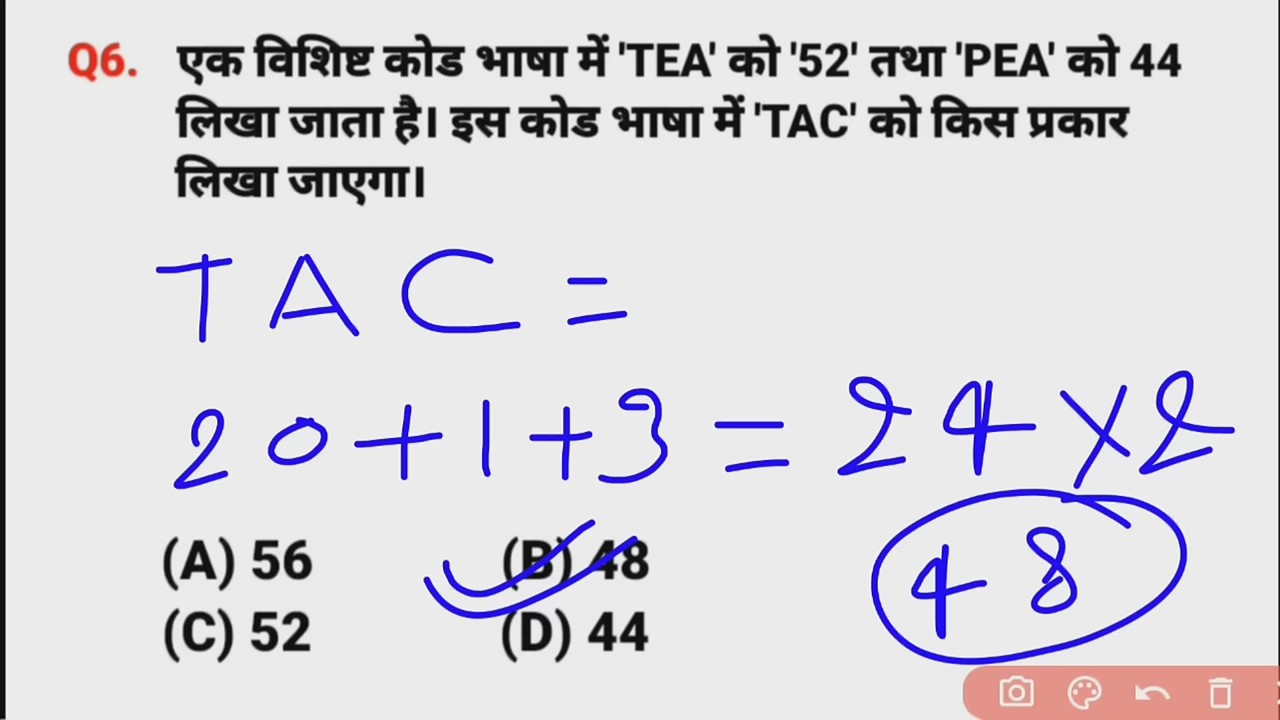 Q6. एक विशिष्ट कोड भाषा में 'TEA' को '52' तथा 'PEA' को 44
लिखा जाता है। इस कोड भाषा में 'TAC' को किस प्रकार
लिखा जाएगा।
TAC =
20+1+3 = 24×2
48
(A) 56 (B) 48
(C) 52 (D) 44